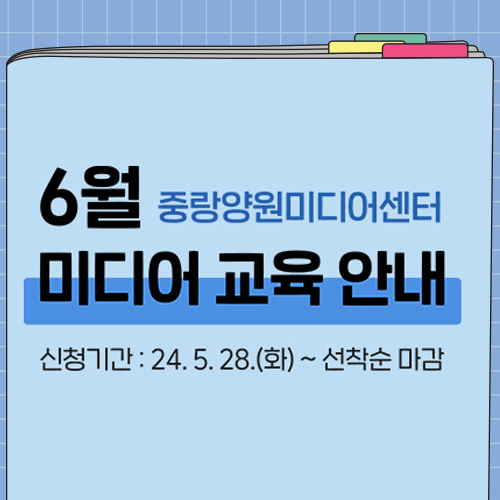 6월 중랑양원미디어센터
미디어 교육 안내
신청기간 : 24. 5. 28.(화) ~ 선착순 마감